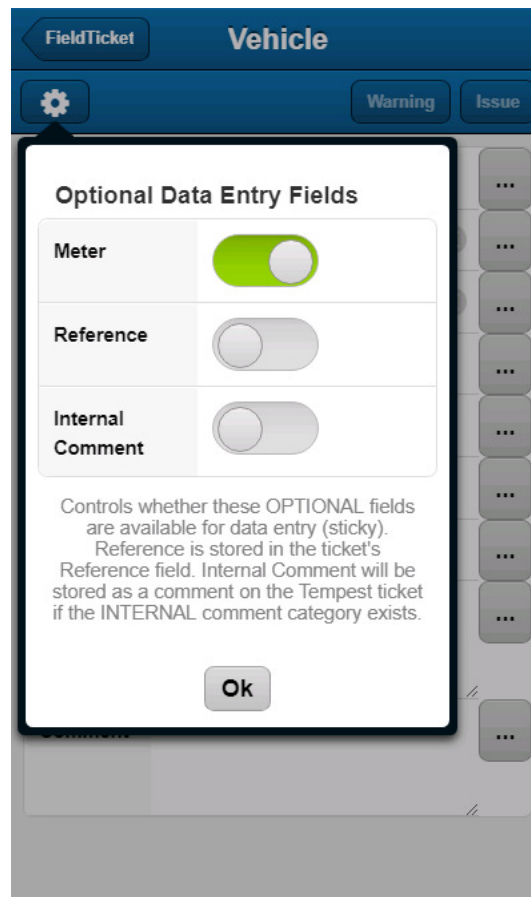 FieldTicket
Vehicle
Warning
Issue
Optional Data Entry Fields
Meter
Reference
Internal
Comment
Controls whether these OPTIONAL fields
are available for data entry (sticky).
Reference is stored in the ticket's
Reference field. Internal Comment will be
stored as a comment on the Tempest ticket
if the INTERNAL comment category exists.
Ok
...
...
...
...
...
...
...
...
...